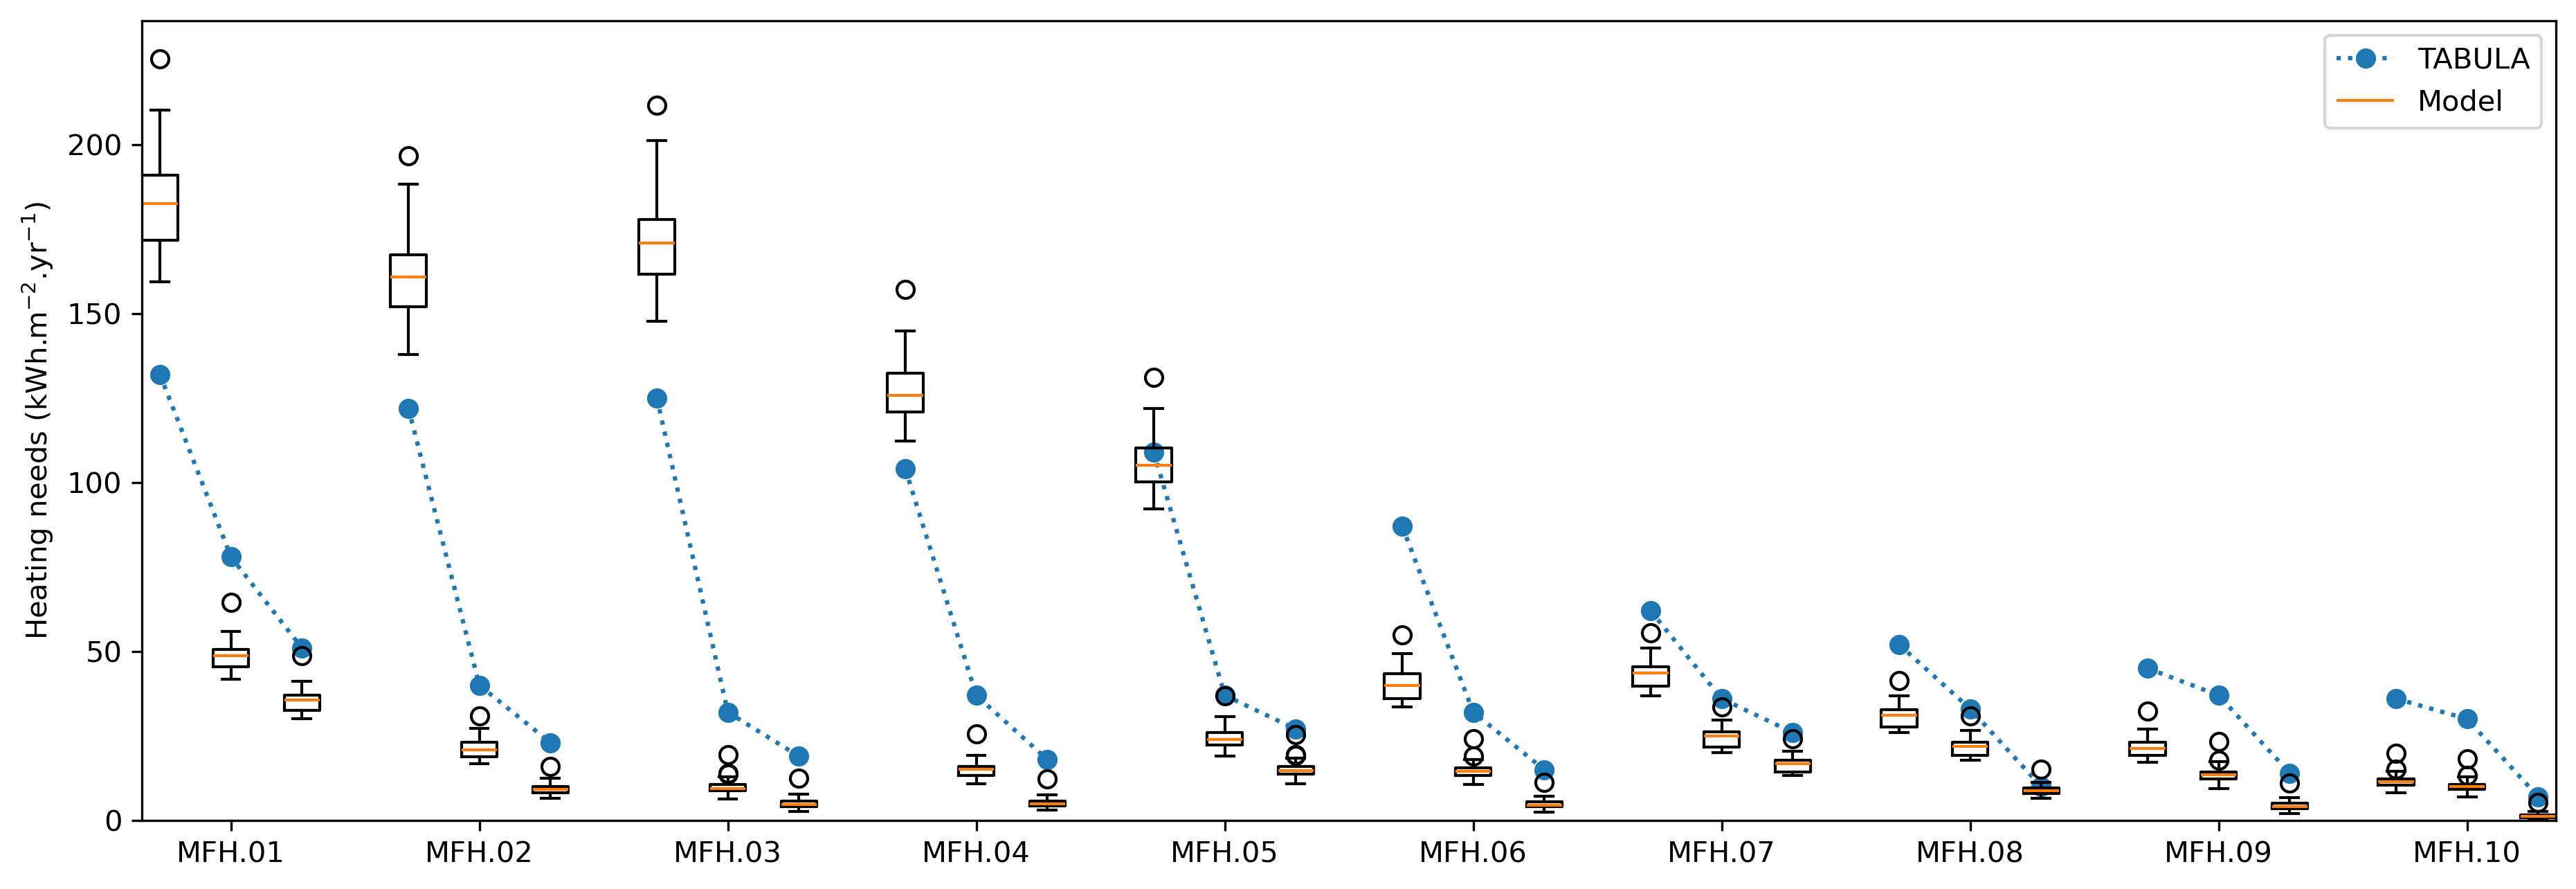 Heating needs (kWh.m⁻².yr⁻¹)
200
150
100
50
0
TABULA
Model
MFH.01 MFH.02 MFH.03 MFH.04 MFH.05 MFH.06 MFH.07 MFH.08 MFH.09 MFH.10